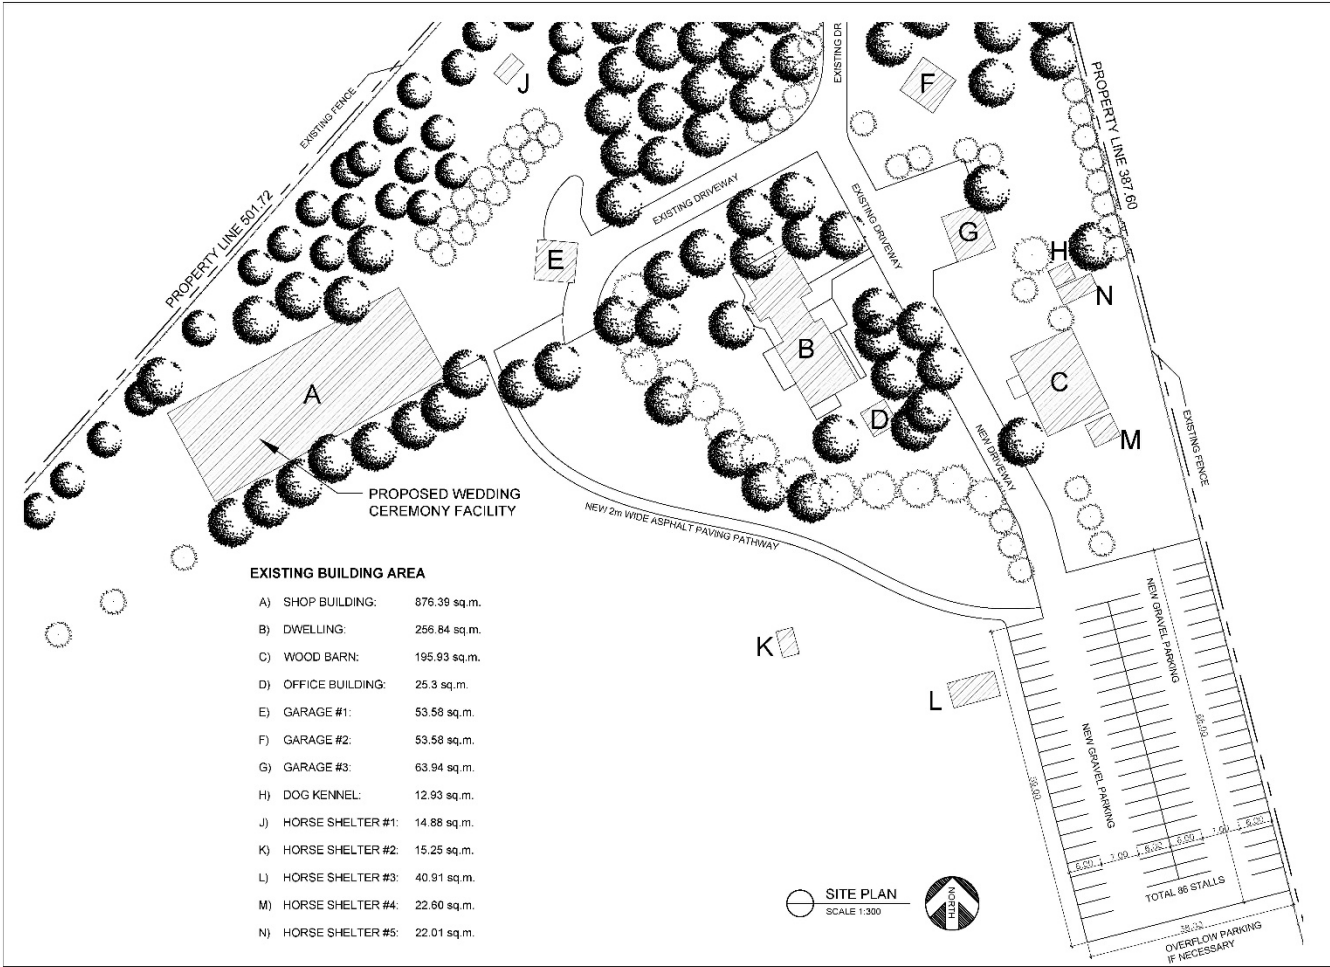 EXISTING FENCE
PROPERTY LINE 501.72
J
EXISTING DR
F
PROPERTY LINE 387.60
EXISTING DRIVEWAY
EXISTING DRIVEWAY
G
E
H
N
B
A
C
D
M
EXISTING FENCE
NEW DRIVEWAY
PROPOSED WEDDING
CEREMONY FACILITY
NEW 2m WIDE ASPHALT PAVING PATHWAY
EXISTING BUILDING AREA
A) SHOP BUILDING: 876.39 sq.m.
B) DWELLING: 256.84 sq.m.
C) WOOD BARN: 195.93 sq.m.
D) OFFICE BUILDING: 25.3 sq.m.
E) GARAGE #1: 53.58 sq.m.
F) GARAGE #2: 53.58 sq.m.
G) GARAGE #3: 63.94 sq.m.
H) DOG KENNEL: 12.93 sq.m.
J) HORSE SHELTER #1: 14.88 sq.m.
K) HORSE SHELTER #2: 15.25 sq.m.
L) HORSE SHELTER #3: 40.91 sq.m.
M) HORSE SHELTER #4: 22.60 sq.m.
N) HORSE SHELTER #5: 22.01 sq.m.
K
L
NEW GRAVEL PARKING
NEW GRAVEL PARKING
6.00 7.00 6.00 6.00 7.00 6.00
TOTAL 86 STALLS
OVERFLOW PARKING
IF NECESSARY
SITE PLAN
SCALE 1:300
NORTH